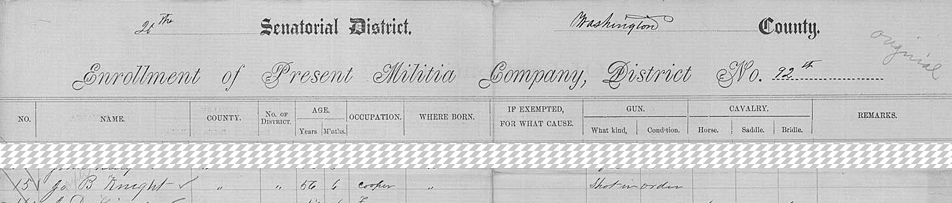 20th Senatorial District. Washington County.
original
Enrollment of Present Militia Company, District No. 92th
NO. NAME. COUNTY. No. OF DISTRICT. AGE. Years M'nths. OCCUPATION. WHERE BORN. IF EXEMPTED, FOR WHAT CAUSE. GUN. What kind, Condition. CAVALRY. Horse. Saddle. Bridle. REMARKS.
15 Jo B Knight " " 56 6 cooper " Shot in order